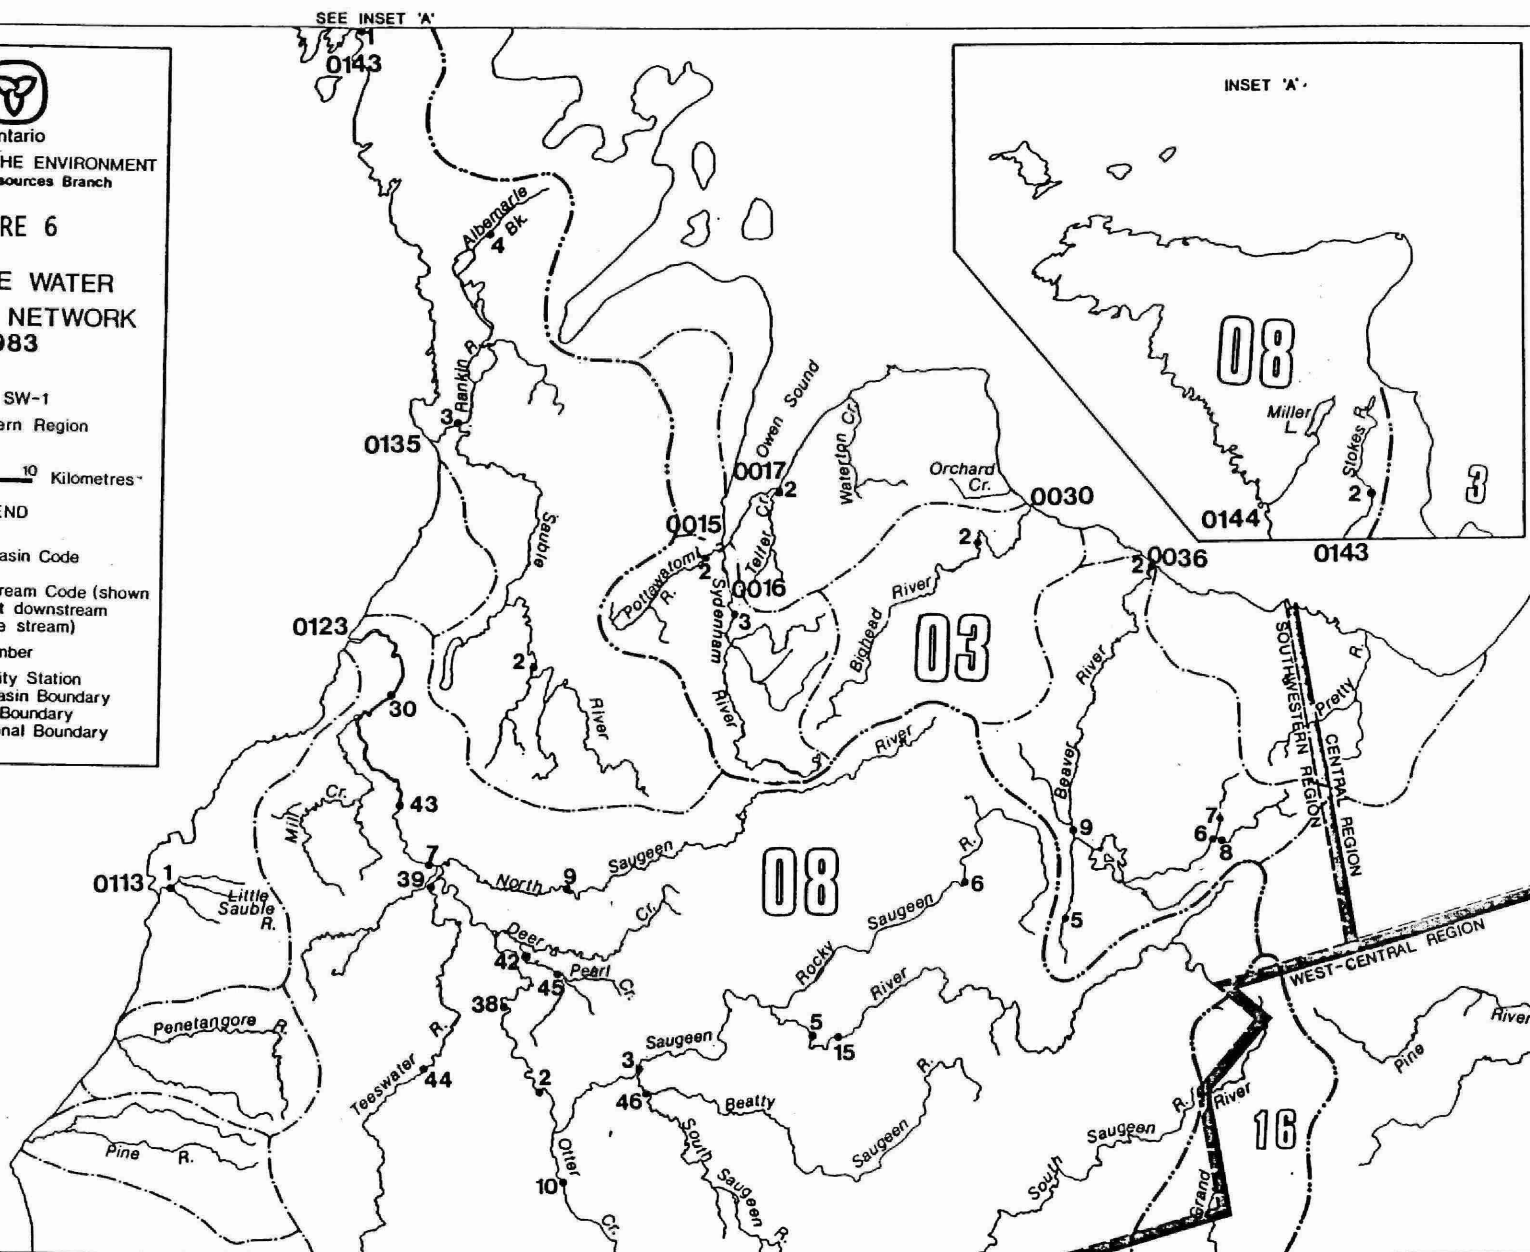 SEE INSET 'A'
1
0143
ntario
HE ENVIRONMENT
sources Branch
RE 6
E WATER
NETWORK
983
SW-1
ern Region
10 Kilometres
END
asin Code
ream Code (shown
t downstream
e stream)
mber
ity Station
asin Boundary
Boundary
nal Boundary
INSET 'A'
08
Miller
L.
Stokes R.
2
3
0144
0143
Albemarle
Bk.
4
Rankin R.
3
0135
Owen Sound
0017
2
Waterton Cr.
Orchard
Cr.
0030
2
0015
Telfer Cr.
Pottawatomi
R.
2
0016
3
Sydenham
River
Sauble
River
2
Bighead
River
03
0036
2
River
Beaver
0123
30
43
Mill
Cr.
7
39
North
9
Saugeen
River
0113
1
Little
Sauble
R.
08
Rocky
Saugeen
R.
6
9
5
7
6
8
SOUTHWESTERN REGION
CENTRAL REGION
Pretty
R.
WEST-CENTRAL REGION
Deer
Cr.
42
45
Pearl
Cr.
38
Penetangore R.
Teeswater
R.
44
2
3
46
Saugeen
5
15
River
Beatty
Saugeen
R.
South
Saugeen
R.
Otter
Cr.
10
Pine R.
South
Saugeen
R.
Grand
River
16
Pine
River